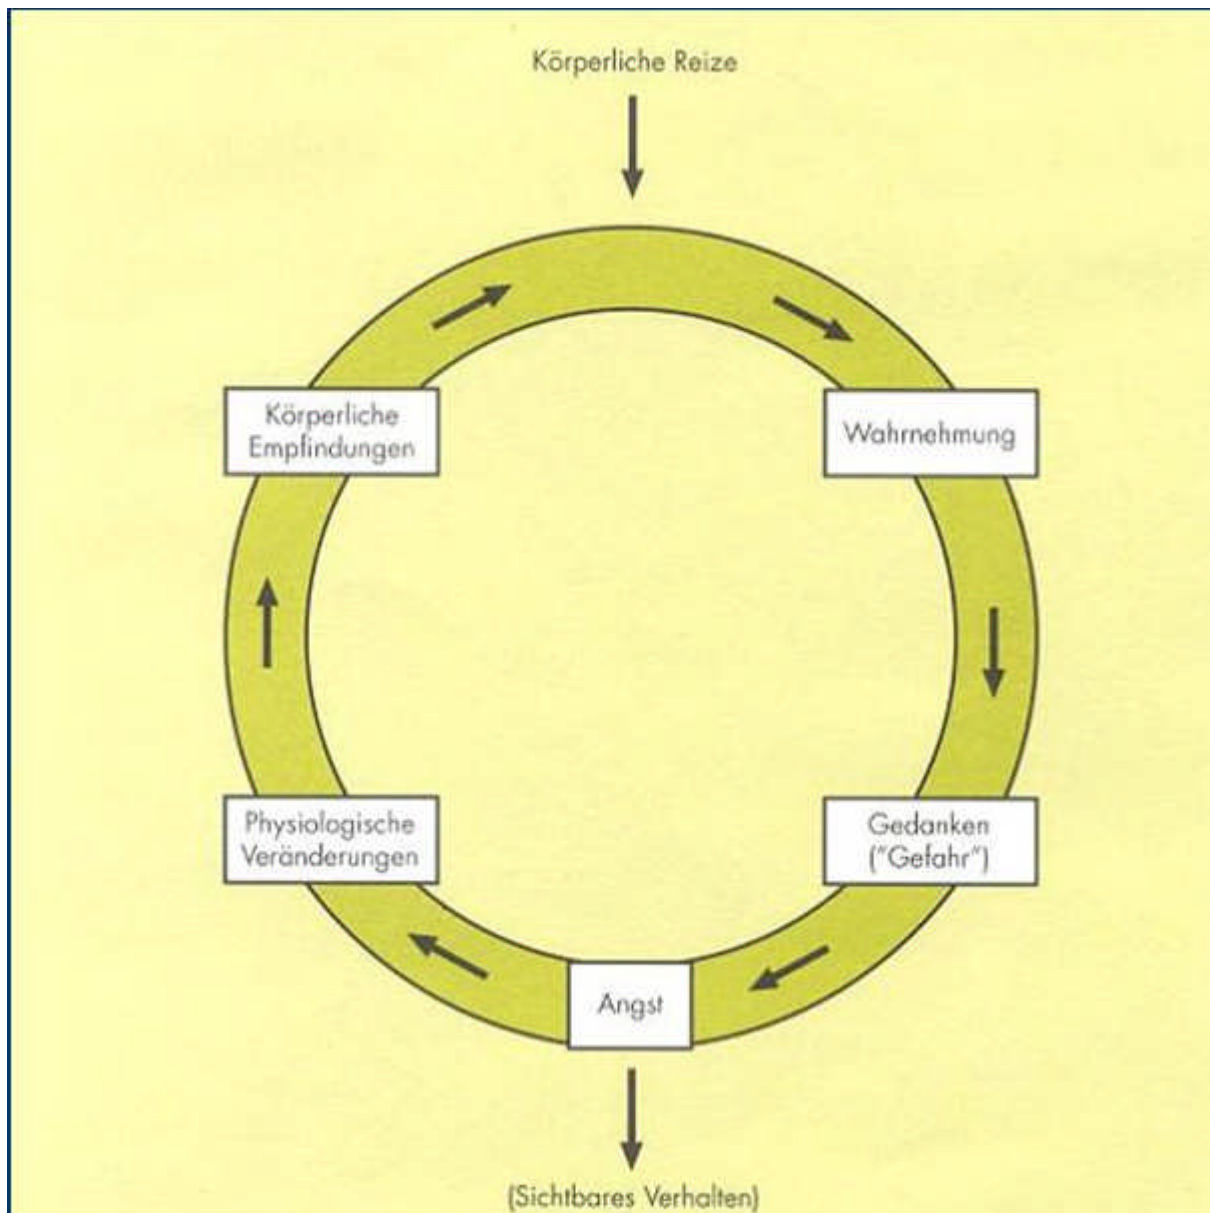 Körperliche Reize
Körperliche
Empfindungen
Wahrnehmung
Physiologische
Veränderungen
Gedanken
("Gefahr")
Angst
(Sichtbares Verhalten)